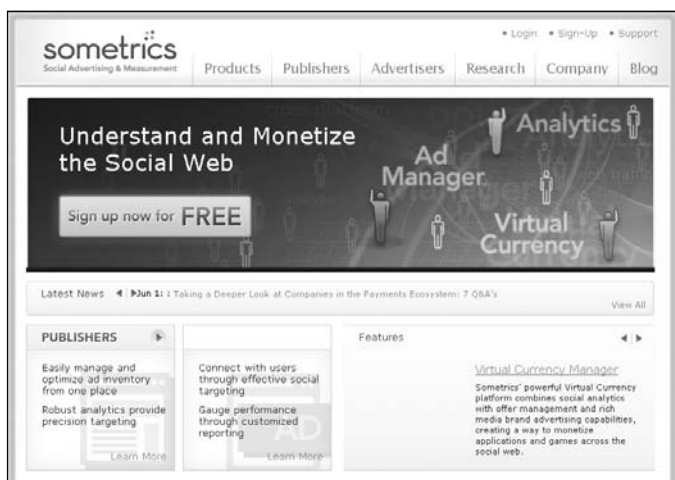 • Login • Sign-Up • Support
sometrics
Social Advertising & Measurement
Products Publishers Advertisers Research Company Blog
Understand and Monetize
the Social Web
Sign up now for FREE
Analytics
Ad
Manager
Virtual
Currency
Latest News Jun 1: : Taking a Deeper Look at Companies in the Payments Ecosystem: 7 Q&A's
View All
PUBLISHERS
Easily manage and
optimize ad inventory
from one place
Robust analytics provide
precision targeting
Learn More
Connect with users
through effective social
targeting
Gauge performance
through customized
reporting
AD
Learn More
Features
Virtual Currency Manager
Sometrics' powerful Virtual Currency
platform combines social analytics
with offer management and rich
media brand advertising capabilities,
creating a way to monetize
applications and games across the
social web.